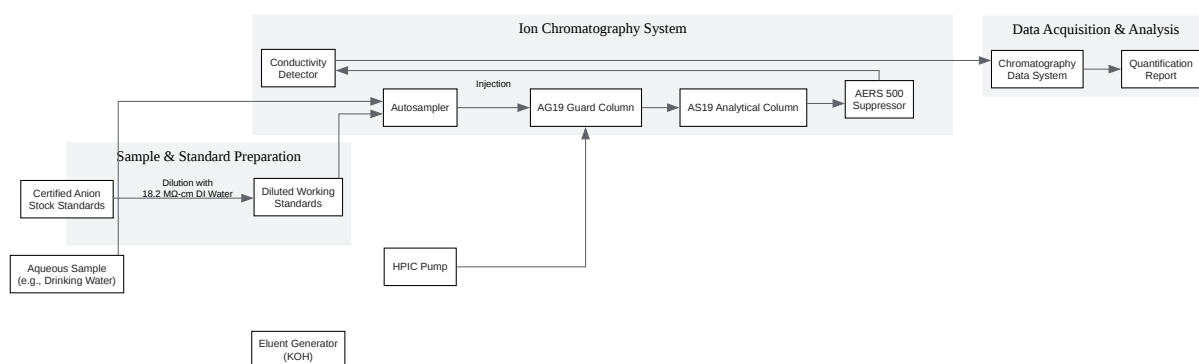 Ion Chromatography System
Data Acquisition & Analysis
Conductivity
Detector
Chromatography
Data System
Quantification
Report
Injection
Autosampler
AG19 Guard Column
AS19 Analytical Column
AERS 500
Suppressor
Sample & Standard Preparation
Certified Anion
Stock Standards
Dilution with
18.2 MΩ-cm DI Water
Diluted Working
Standards
Aqueous Sample
(e.g., Drinking Water)
HPIC Pump
Eluent Generator
(KOH)